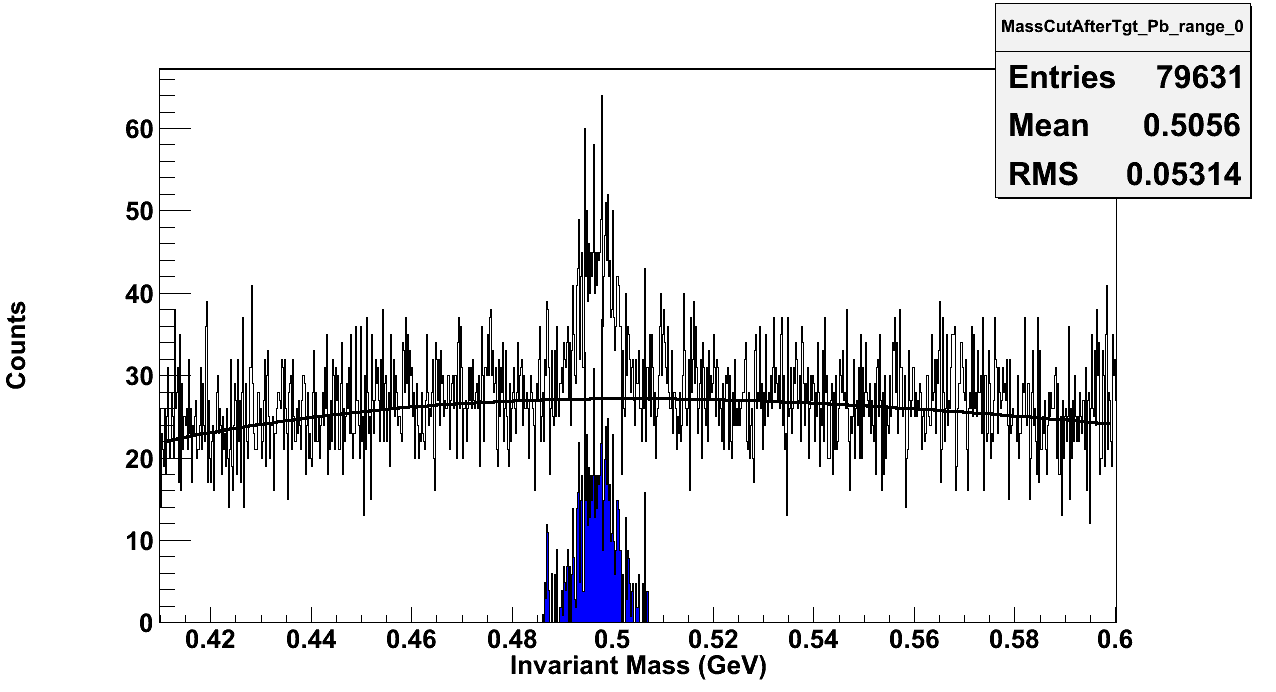 MassCutAfterTgt_Pb_range_0
Entries 79631
Mean 0.5056
RMS 0.05314
Counts
60
50
40
30
20
10
0
0.42 0.44 0.46 0.48 0.5 0.52 0.54 0.56 0.58 0.6
Invariant Mass (GeV)